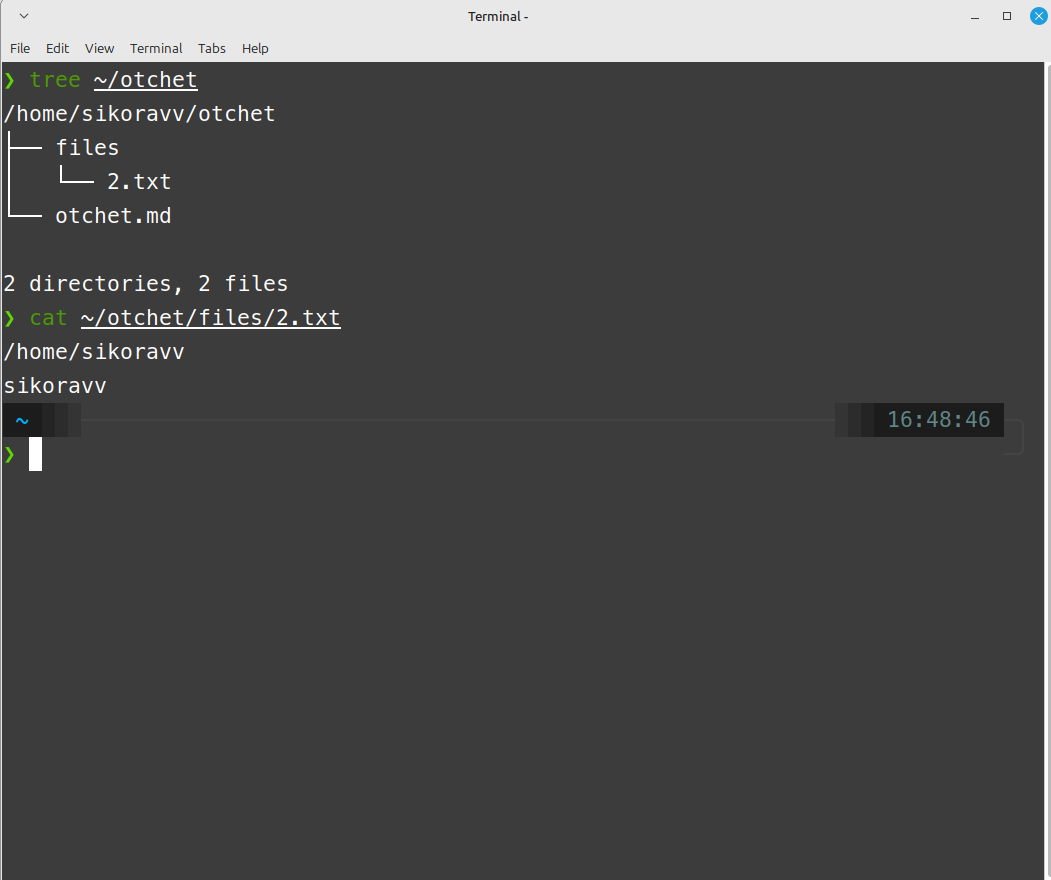 Terminal -
File Edit View Terminal Tabs Help
❯ tree ~/otchet
/home/sikoravv/otchet
├── files
│   └── 2.txt
└── otchet.md
2 directories, 2 files
❯ cat ~/otchet/files/2.txt
/home/sikoravv
sikoravv
~ 16:48:46
❯